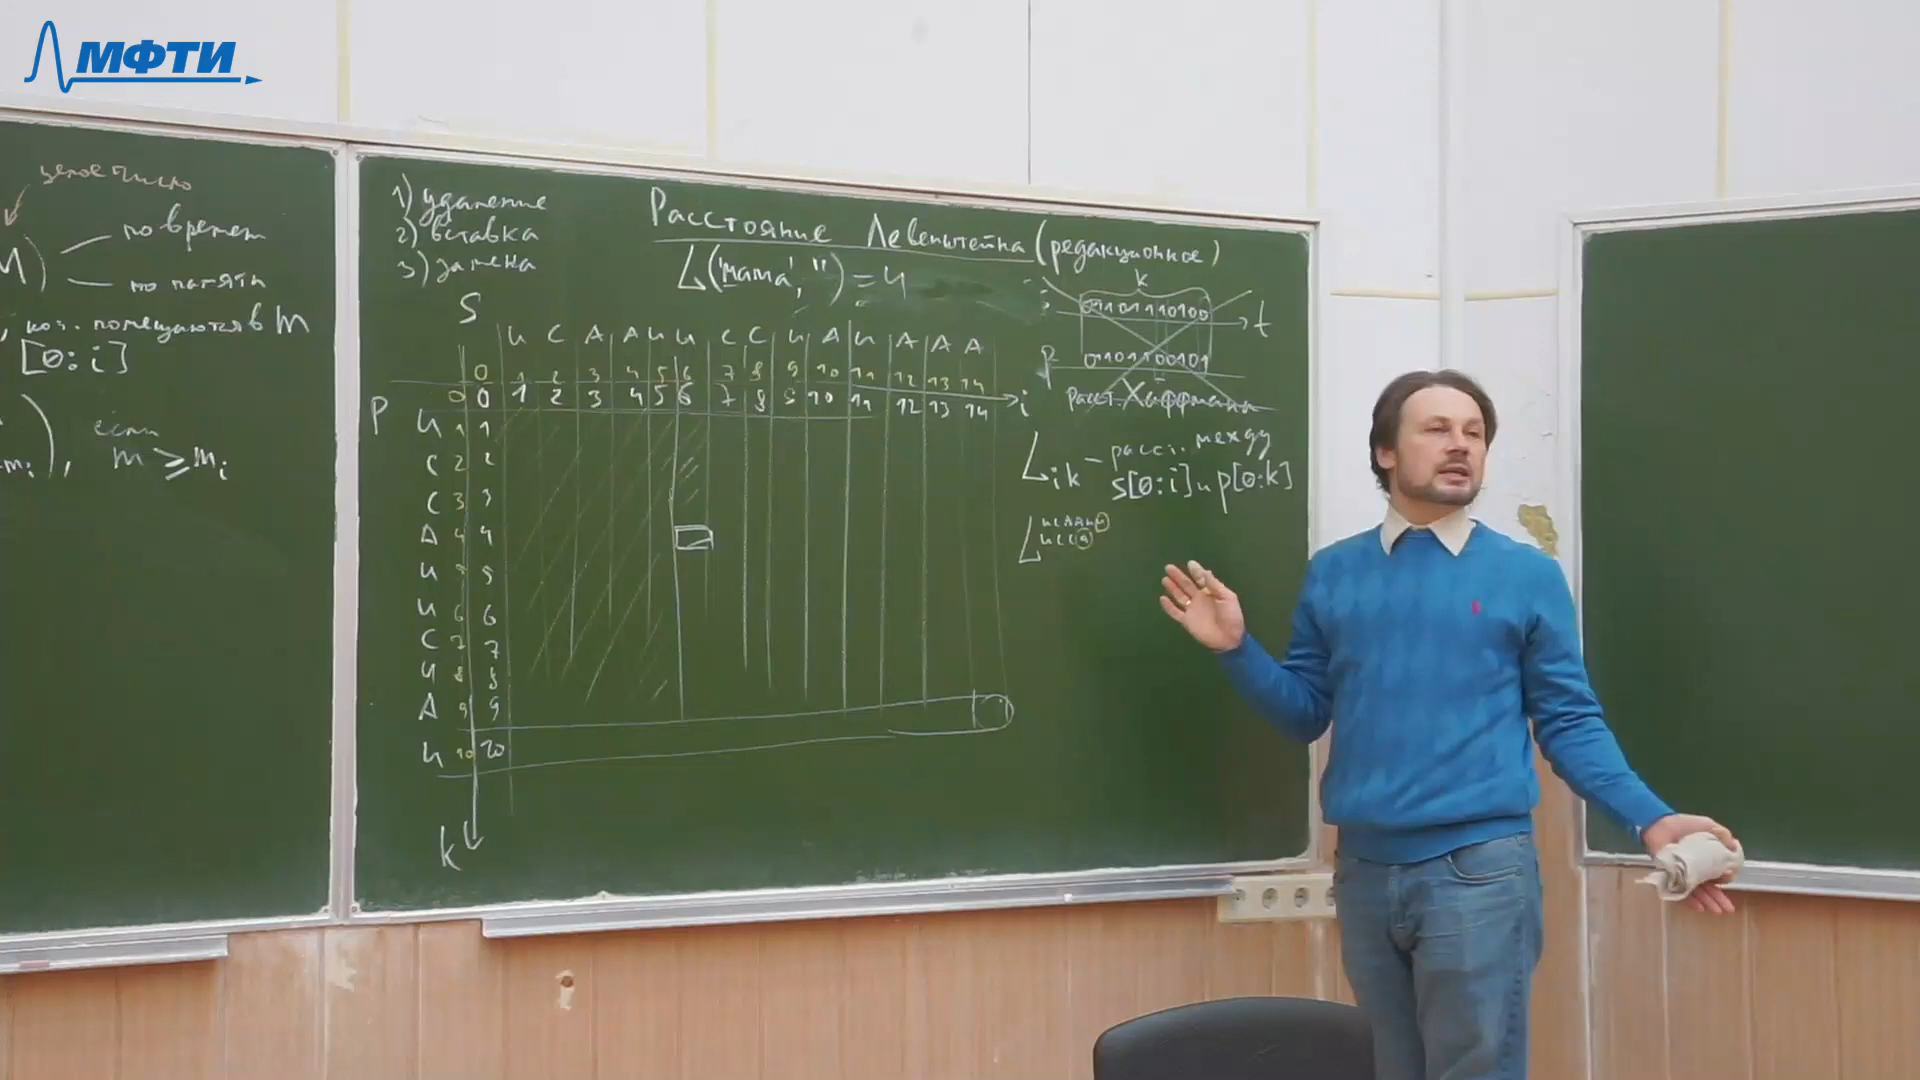 МФТИ
целое число
по времен
по памяти
M)
, кот. помещаются в m
[0:i]
если
m ≥ mᵢ
mᵢ),
1) удаление
2) вставка
3) замена
Расстояние Левенштейна (редакционное)
L('мама', '') = 4
S
И С А А И И С С И А И А А А
0 1 2 3 4 5 6 7 8 9 10 11 12 13 14
0 0 1 2 3 4 5 6 7 8 9 10 11 12 13 14 i
P
И 1 1
С 2 2
С 3 3
А 4 4
И 5 5
И 6 6
С 7 7
И 8 8
А 9 9
И 10 10
k
k
t
p
расст. Хаффмана
L i k – расст. между
s[0:i] и p[0:k]
L исааи
исса